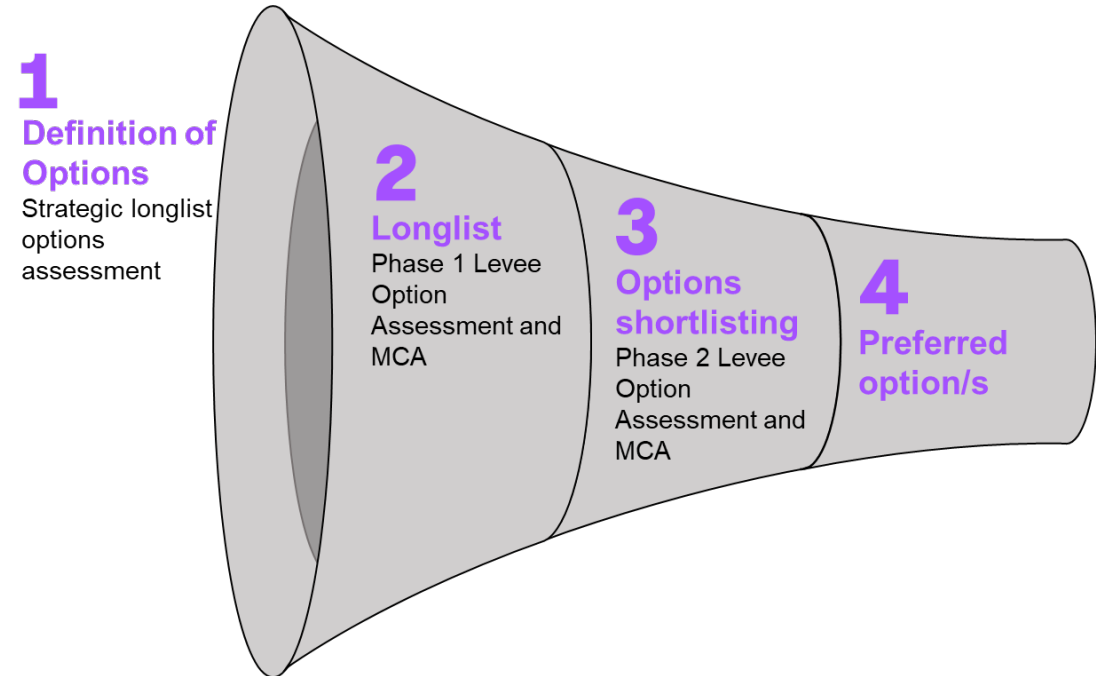 1
Definition of
Options
Strategic longlist
options
assessment
2
Longlist
Phase 1 Levee
Option
Assessment and
MCA
3
Options
shortlisting
Phase 2 Levee
Option
Assessment and
MCA
4
Preferred
option/s